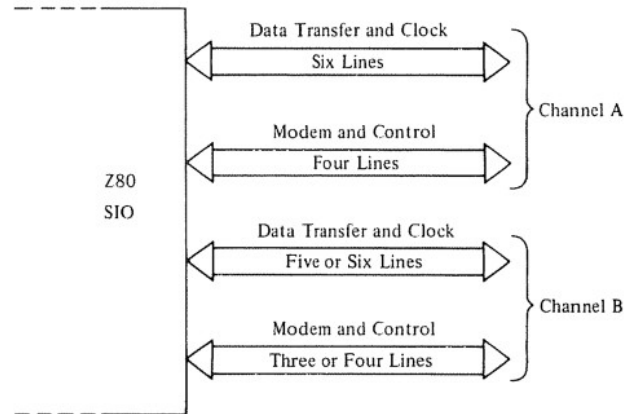 Data Transfer and Clock
Six Lines
Channel A
Modem and Control
Four Lines
Z80
SIO
Data Transfer and Clock
Five or Six Lines
Channel B
Modem and Control
Three or Four Lines